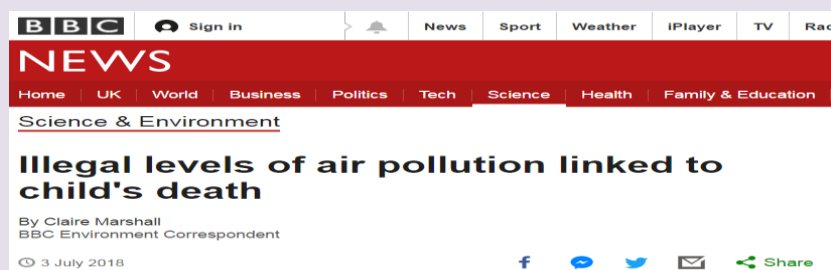 BBC Sign in News Sport Weather iPlayer TV
NEWS
Home UK World Business Politics Tech Science Health Family & Education
Science & Environment
Illegal levels of air pollution linked to
child's death
By Claire Marshall
BBC Environment Correspondent
3 July 2018 Share